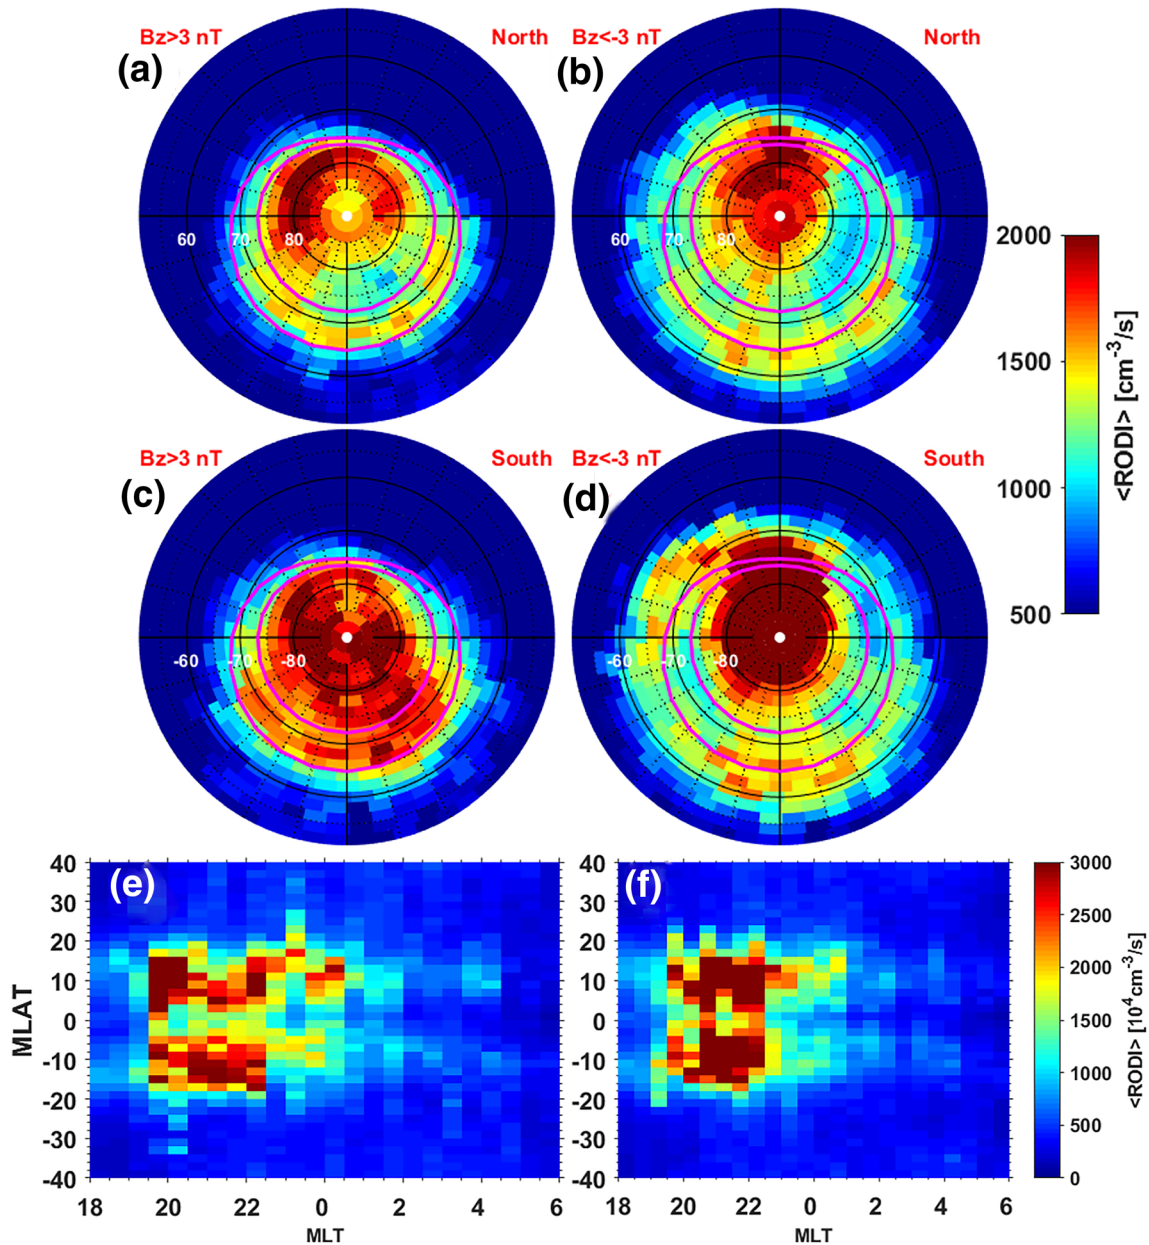 Bz>3 nT North Bz<-3 nT North
(a) (b)
60 70 80 60 70 80
2000
1500
1000
500
<RODI> [cm-3/s]
Bz>3 nT South Bz<-3 nT South
(c) (d)
-60 -70 -80 -60 -70 -80
(e) (f)
40 40 3000
30 30 2500
20 20 2000
10 10 1500
0 0 1000
-10 -10 500
-20 -20 0
-30 -30
-40 -40
MLAT
<RODI> [10^4 cm-3/s]
18 20 22 0 2 4 6 18 20 22 0 2 4 6
MLT MLT